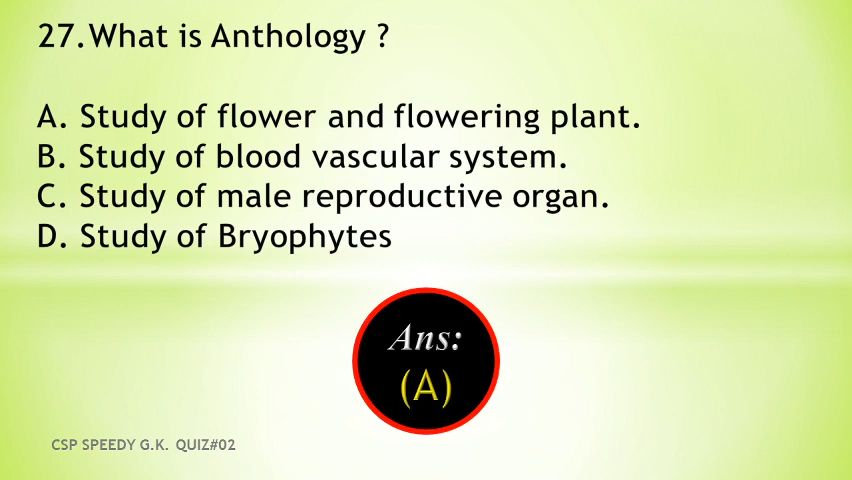 27. What is Anthology ?
A. Study of flower and flowering plant.
B. Study of blood vascular system.
C. Study of male reproductive organ.
D. Study of Bryophytes
Ans:
(A)
CSP SPEEDY G.K. QUIZ#02